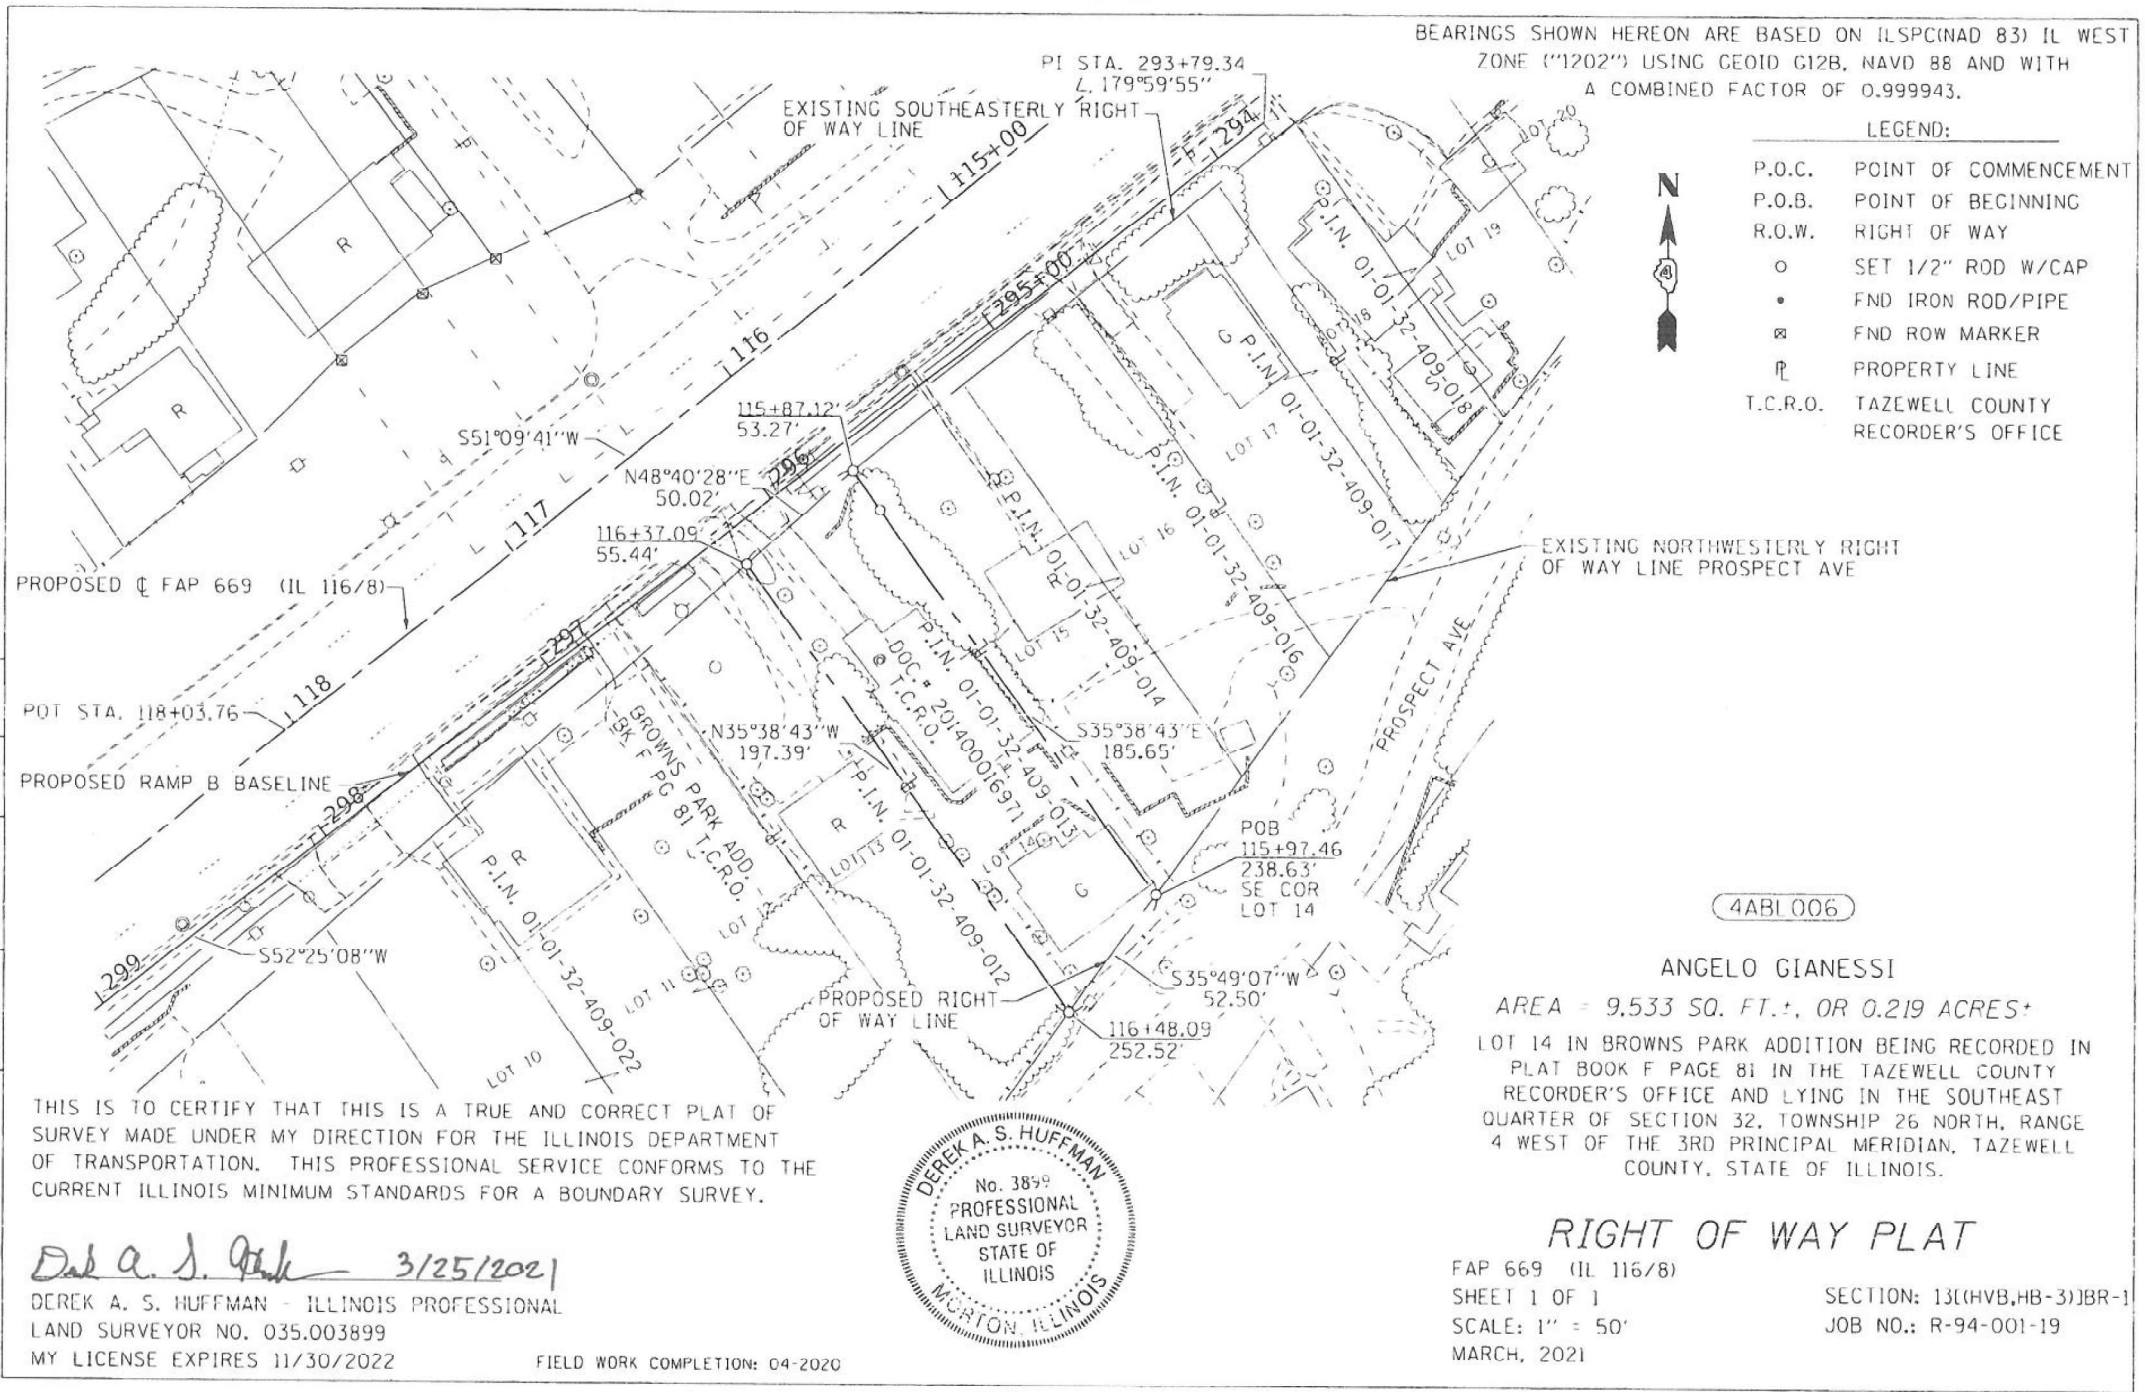 BEARINGS SHOWN HEREON ARE BASED ON ILSPC(NAD 83) IL WEST
ZONE ("1202") USING GEOID G12B, NAVD 88 AND WITH
A COMBINED FACTOR OF 0.999943.
LEGEND:
P.O.C. POINT OF COMMENCEMENT
P.O.B. POINT OF BEGINNING
R.O.W. RIGHT OF WAY
SET 1/2" ROD W/CAP
FND IRON ROD/PIPE
FND ROW MARKER
PROPERTY LINE
T.C.R.O. TAZEWELL COUNTY
RECORDER'S OFFICE
N
4
PI STA. 293+79.34
∠ 179°59'55"
EXISTING SOUTHEASTERLY RIGHT
OF WAY LINE
115+00
294
295+00
116
115+87.12'
53.27'
S51°09'41"W
N48°40'28"E
50.02'
296
116+37.09'
55.44'
117
297
PROPOSED ℄ FAP 669 (IL 116/8)
118
POT STA. 118+03.76
PROPOSED RAMP B BASELINE
298
299
S52°25'08"W
R
R
R
R
R
G
G
G
S
LOT 20
LOT 19
P.I.N. 01-01-32-409-018
P.I.N. 01-01-32-409-017
LOT 17
P.I.N. 01-01-32-409-016
LOT 16
P.I.N. 01-01-32-409-014
LOT 15
P.I.N. 01-01-32-409-013
DOC.# 201400016971
@ T.C.R.O.
LOT 14
P.I.N. 01-01-32-409-012
LOT 13
BROWNS PARK ADD.
BK F PG 81 T.C.R.O.
LOT 11
P.I.N. 01-01-32-409-022
LOT 10
N35°38'43"W
197.39'
S35°38'43"E
185.65'
EXISTING NORTHWESTERLY RIGHT
OF WAY LINE PROSPECT AVE
PROSPECT AVE
POB
115+97.46
238.63'
SE COR
LOT 14
S35°49'07"W
52.50'
PROPOSED RIGHT
OF WAY LINE
116+48.09
252.52'
4ABL006
ANGELO GIANESSI
AREA = 9,533 SQ. FT.±, OR 0.219 ACRES±
LOT 14 IN BROWNS PARK ADDITION BEING RECORDED IN
PLAT BOOK F PAGE 81 IN THE TAZEWELL COUNTY
RECORDER'S OFFICE AND LYING IN THE SOUTHEAST
QUARTER OF SECTION 32, TOWNSHIP 26 NORTH, RANGE
4 WEST OF THE 3RD PRINCIPAL MERIDIAN, TAZEWELL
COUNTY, STATE OF ILLINOIS.
THIS IS TO CERTIFY THAT THIS IS A TRUE AND CORRECT PLAT OF
SURVEY MADE UNDER MY DIRECTION FOR THE ILLINOIS DEPARTMENT
OF TRANSPORTATION. THIS PROFESSIONAL SERVICE CONFORMS TO THE
CURRENT ILLINOIS MINIMUM STANDARDS FOR A BOUNDARY SURVEY.
3/25/2021
DEREK A. S. HUFFMAN - ILLINOIS PROFESSIONAL
LAND SURVEYOR NO. 035.003899
MY LICENSE EXPIRES 11/30/2022
FIELD WORK COMPLETION: 04-2020
DEREK A. S. HUFFMAN
No. 3899
PROFESSIONAL
LAND SURVEYOR
STATE OF
ILLINOIS
MORTON, ILLINOIS
RIGHT OF WAY PLAT
FAP 669 (IL 116/8)
SHEET 1 OF 1
SCALE: 1" = 50'
MARCH, 2021
SECTION: 13[(HVB,HB-3)]BR-1
JOB NO.: R-94-001-19